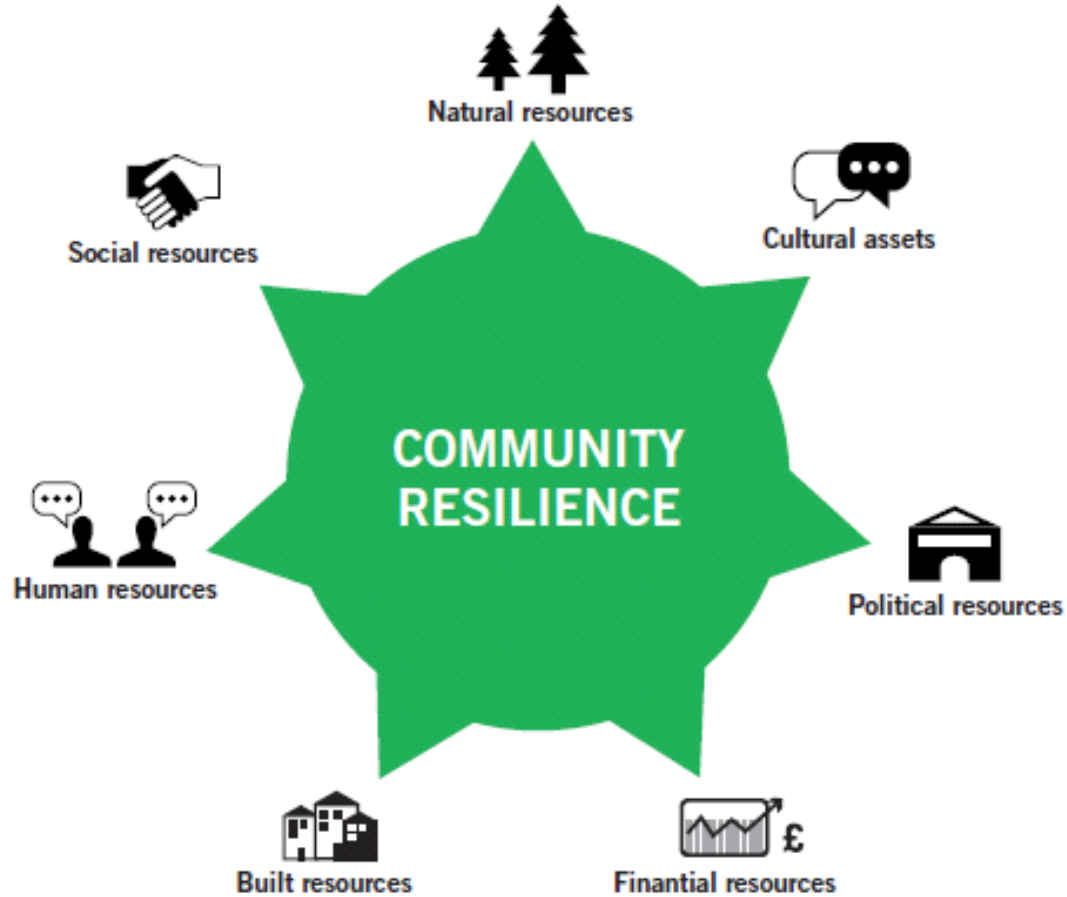 Natural resources
Cultural assets
Social resources
COMMUNITY
RESILIENCE
Human resources
Political resources
£
Built resources
Finantial resources